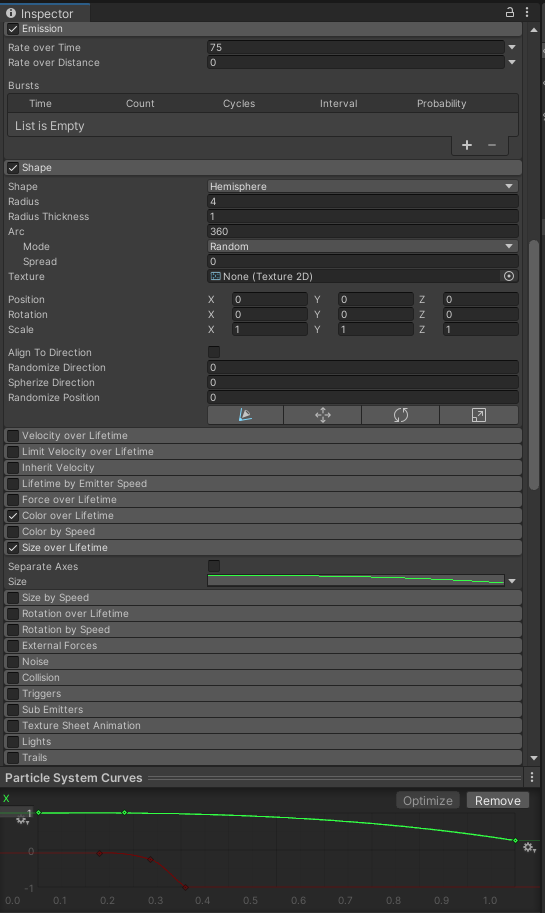 Inspector
Emission
Rate over Time 75
Rate over Distance 0
Bursts
Time Count Cycles Interval Probability
List is Empty
+ −
Shape
Shape Hemisphere
Radius 4
Radius Thickness 1
Arc 360
Mode Random
Spread 0
Texture None (Texture 2D)
Position X 0 Y 0 Z 0
Rotation X 0 Y 0 Z 0
Scale X 1 Y 1 Z 1
Align To Direction
Randomize Direction 0
Spherize Direction 0
Randomize Position 0
Velocity over Lifetime
Limit Velocity over Lifetime
Inherit Velocity
Lifetime by Emitter Speed
Force over Lifetime
Color over Lifetime
Color by Speed
Size over Lifetime
Separate Axes
Size
Size by Speed
Rotation over Lifetime
Rotation by Speed
External Forces
Noise
Collision
Triggers
Sub Emitters
Texture Sheet Animation
Lights
Trails
Particle System Curves
X Optimize Remove
1
0
-1
0.0 0.1 0.2 0.3 0.4 0.5 0.6 0.7 0.8 0.9 1.0